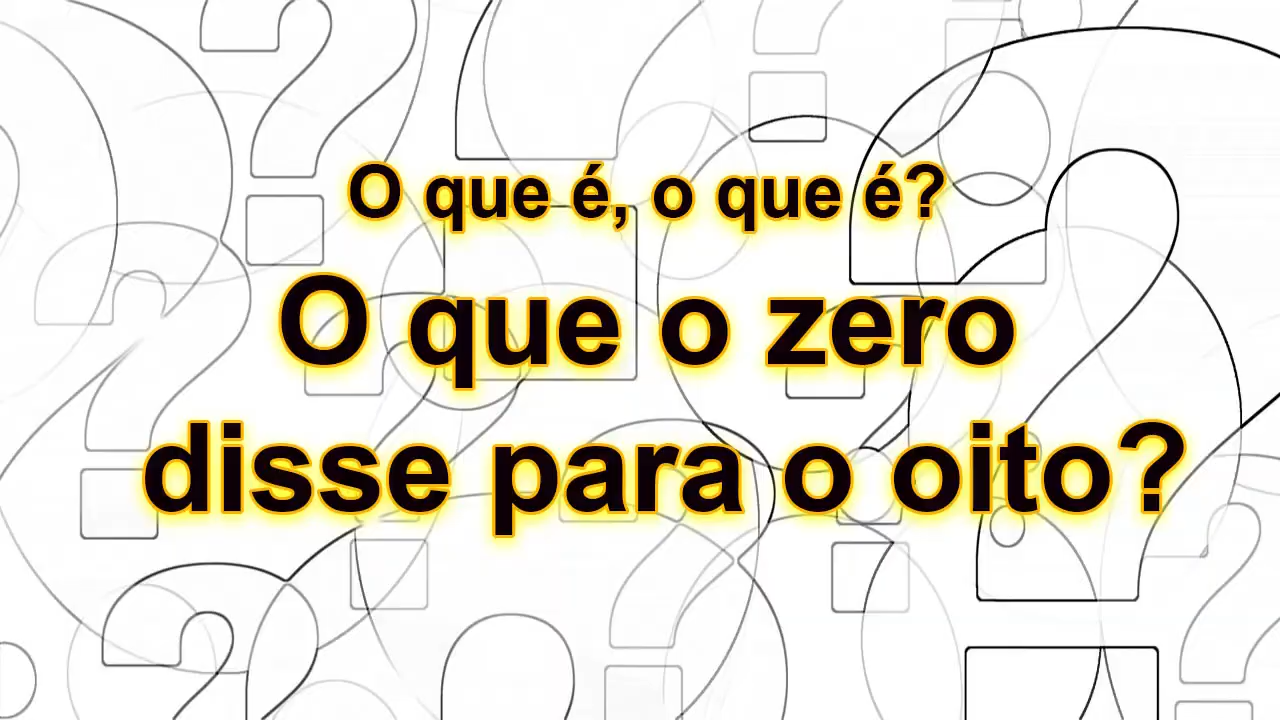 O que é, o que é?
O que o zero
disse para o oito?